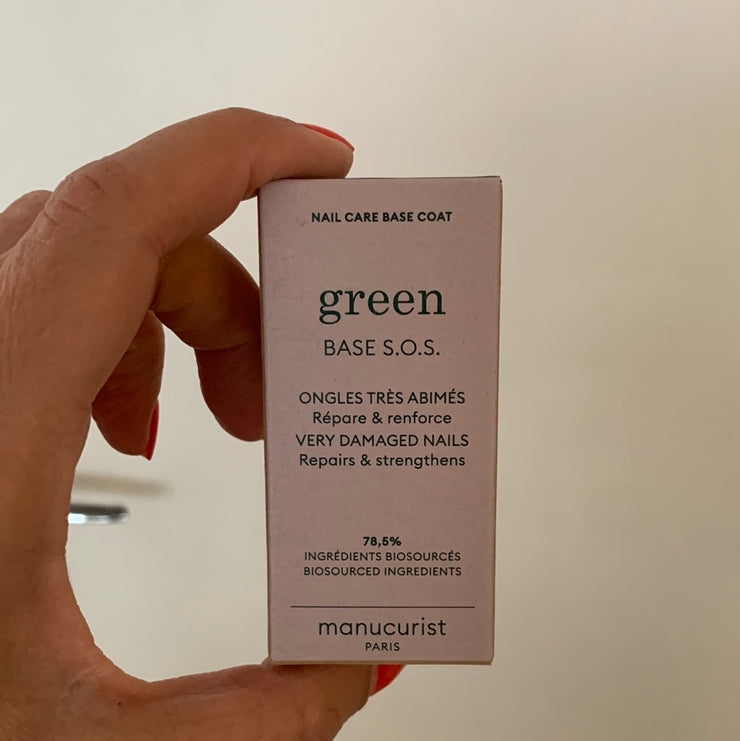 NAIL CARE BASE COAT
green
BASE S.O.S.
ONGLES TRÈS ABIMÉS
Répare & renforce
VERY DAMAGED NAILS
Repairs & strengthens
78,5%
INGRÉDIENTS BIOSOURCÉS
BIOSOURCED INGREDIENTS
manucurist
PARIS